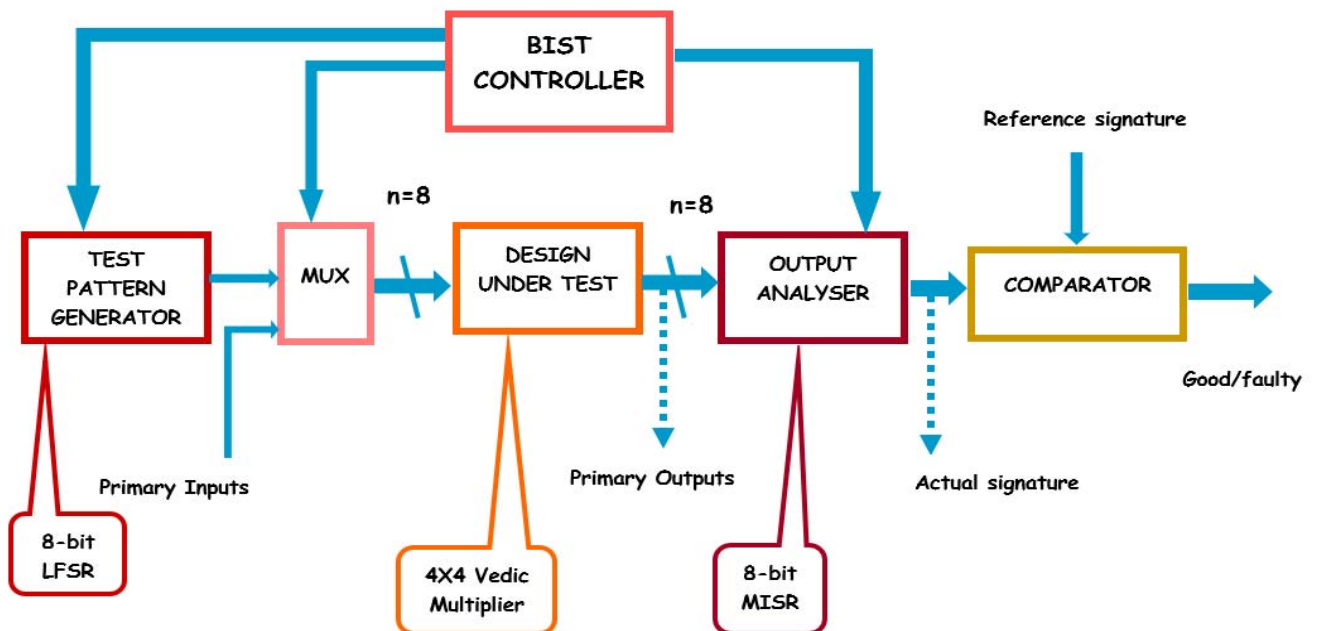 BIST
CONTROLLER
Reference signature
n=8
n=8
TEST
PATTERN
GENERATOR
MUX
DESIGN
UNDER TEST
OUTPUT
ANALYSER
COMPARATOR
Good/faulty
Primary Inputs
Primary Outputs
Actual signature
8-bit
LFSR
4X4 Vedic
Multiplier
8-bit
MISR